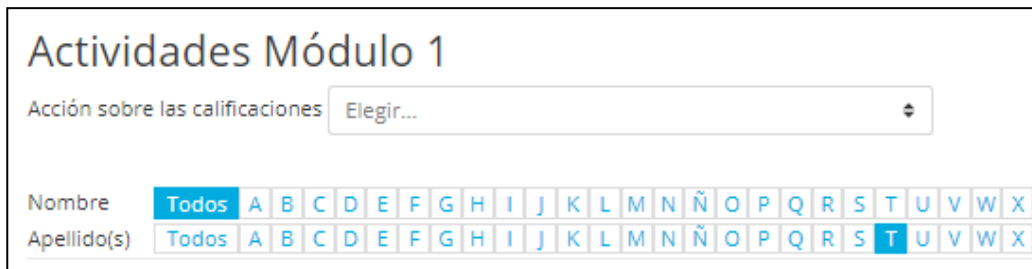 Actividades Módulo 1
Acción sobre las calificaciones Elegir...
Nombre Todos A B C D E F G H I J K L M N Ñ O P Q R S T U V W X
Apellido(s) Todos A B C D E F G H I J K L M N Ñ O P Q R S T U V W X